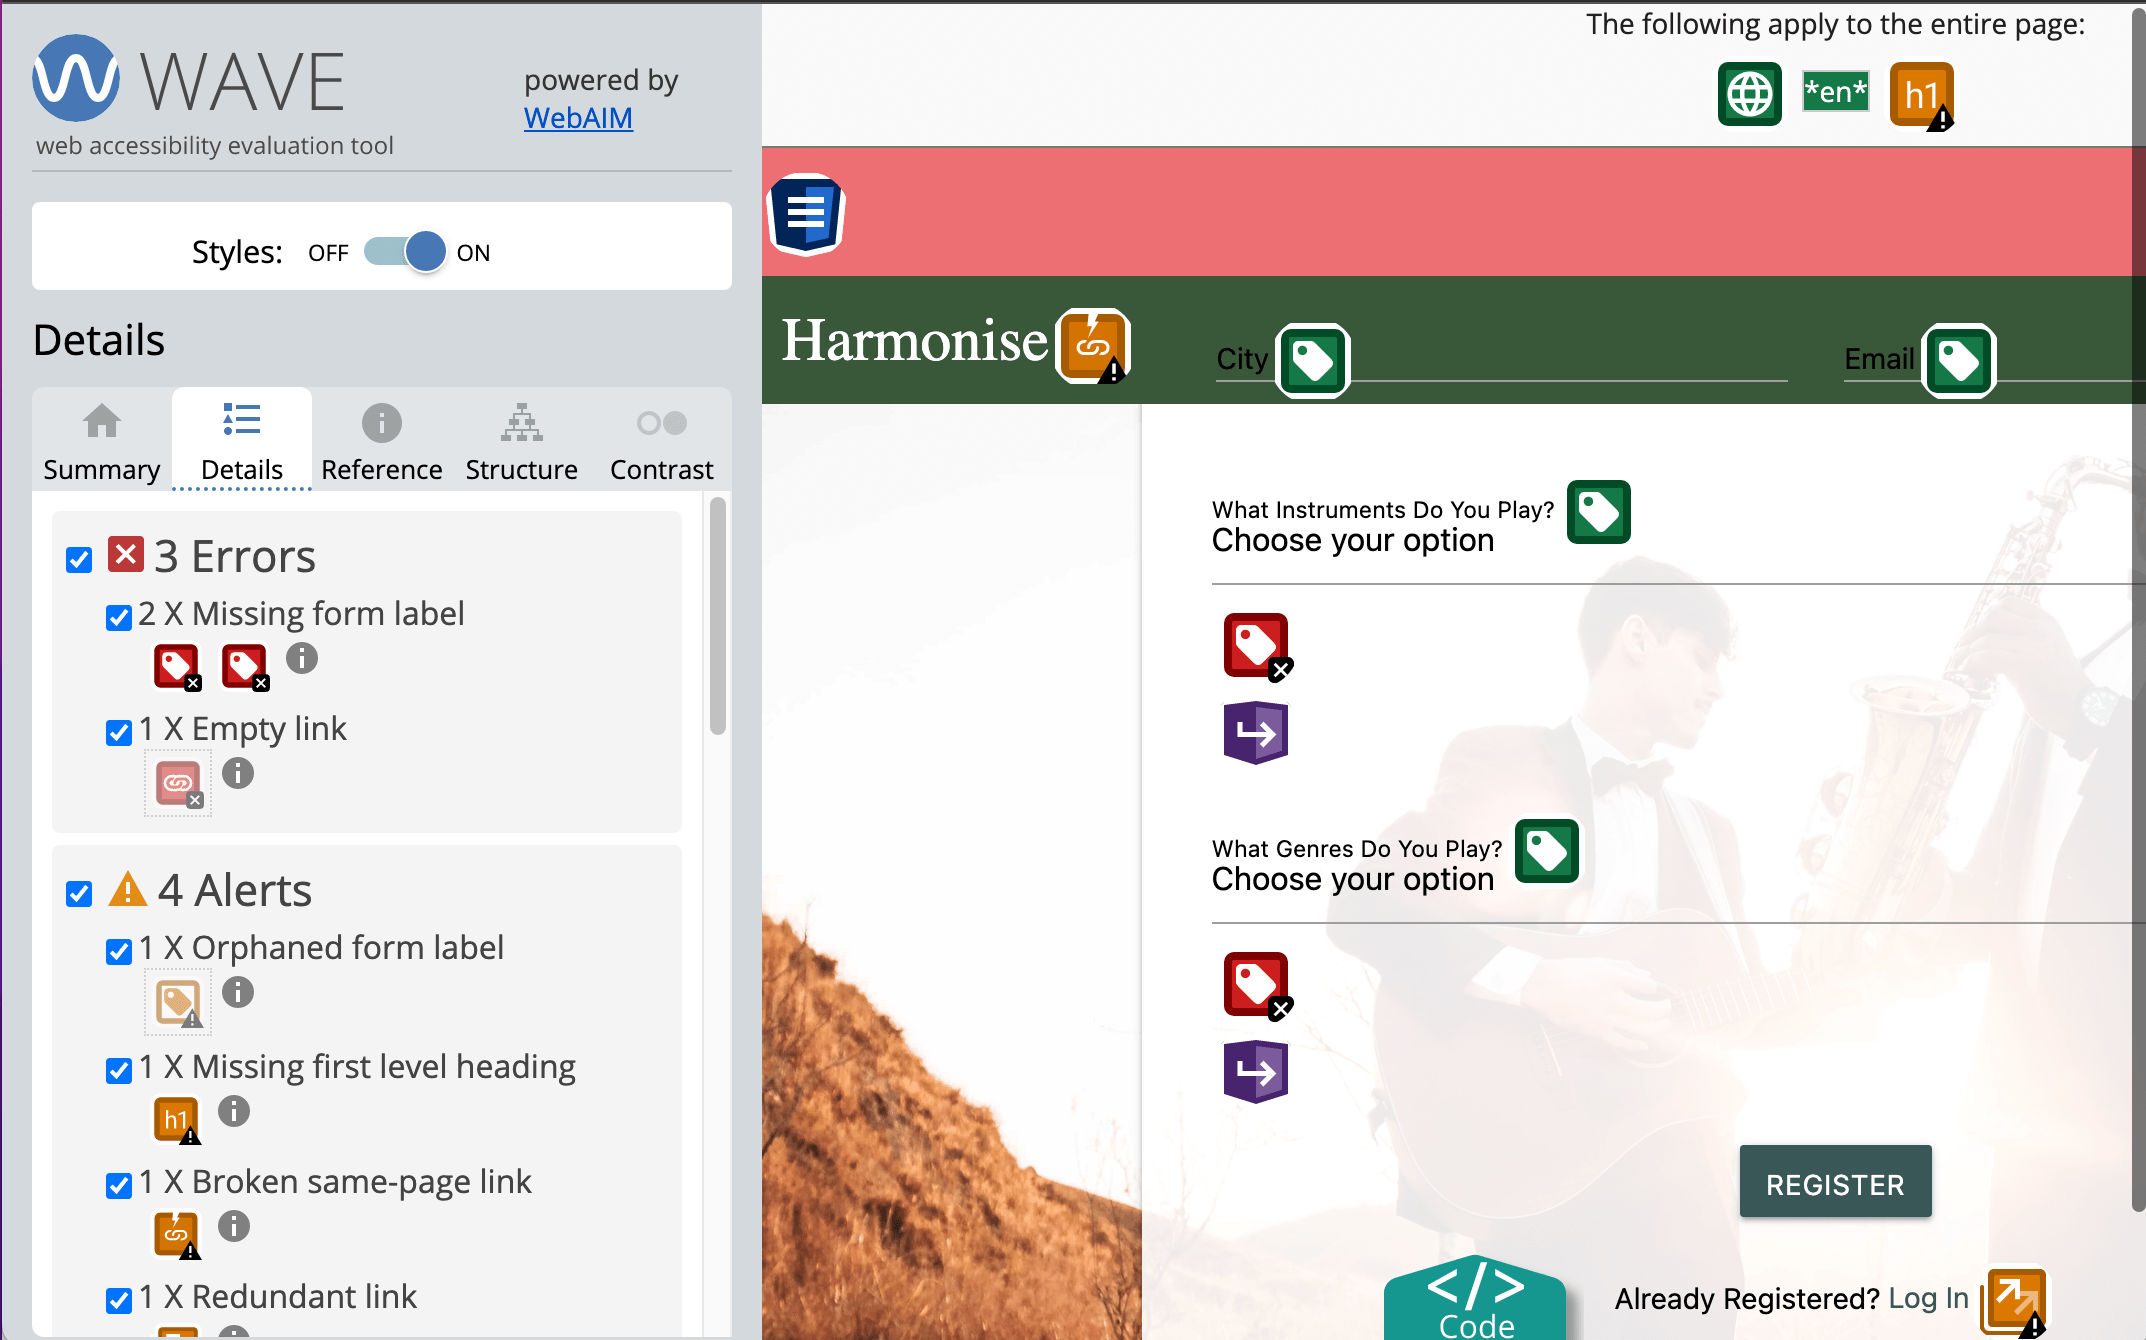 WAVE
powered by
WebAIM
web accessibility evaluation tool
Styles: OFF ON
Details
Summary Details Reference Structure Contrast
3 Errors
2 X Missing form label
1 X Empty link
4 Alerts
1 X Orphaned form label
1 X Missing first level heading
h1
1 X Broken same-page link
1 X Redundant link
The following apply to the entire page:
*en* h1
Harmonise City Email
What Instruments Do You Play?
Choose your option
What Genres Do You Play?
Choose your option
REGISTER
</>
Code
Already Registered? Log In